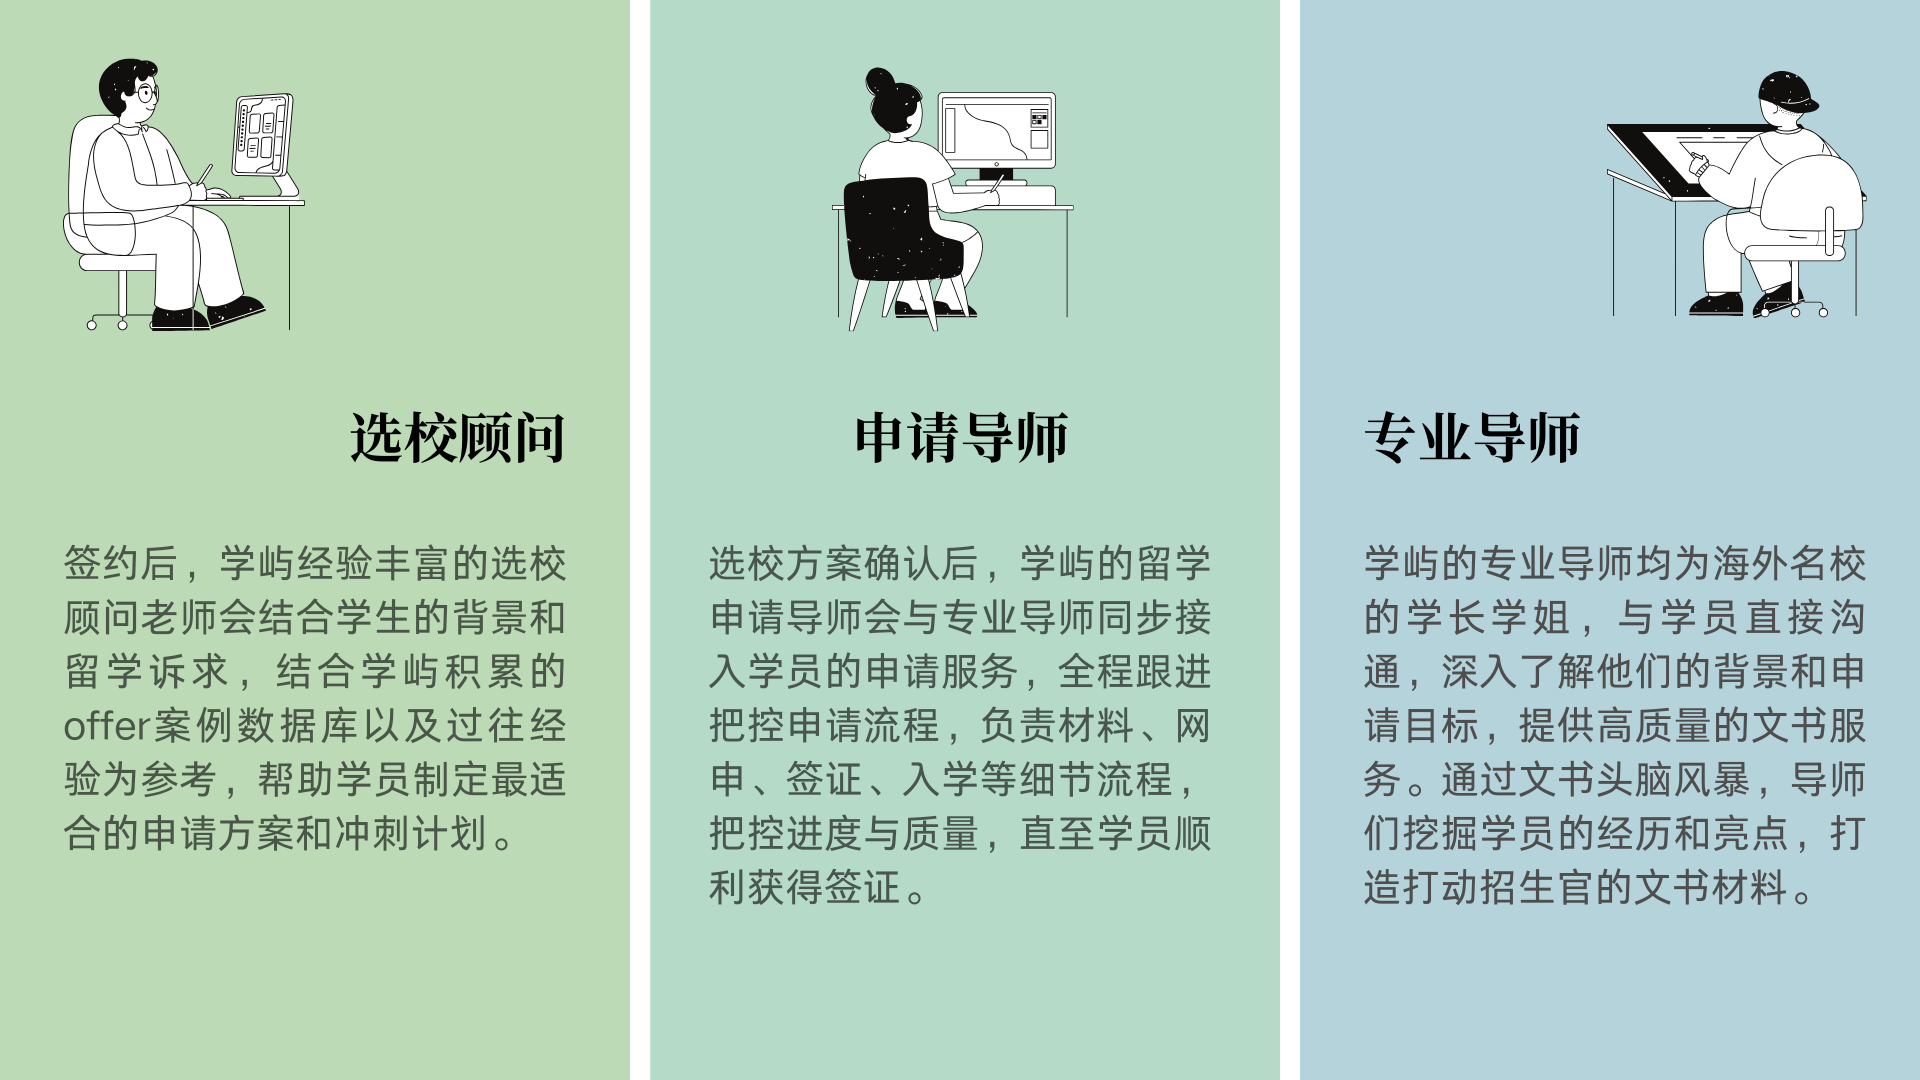 选校顾问
签约后，学屿经验丰富的选校
顾问老师会结合学生的背景和
留学诉求，结合学屿积累的
offer案例数据库以及过往经
验为参考，帮助学员制定最适
合的申请方案和冲刺计划。
申请导师
选校方案确认后，学屿的留学
申请导师会与专业导师同步接
入学员的申请服务，全程跟进
把控申请流程，负责材料、网
申、签证、入学等细节流程，
把控进度与质量，直至学员顺
利获得签证。
专业导师
学屿的专业导师均为海外名校
的学长学姐，与学员直接沟
通，深入了解他们的背景和申
请目标，提供高质量的文书服
务。通过文书头脑风暴，导师
们挖掘学员的经历和亮点，打
造打动招生官的文书材料。